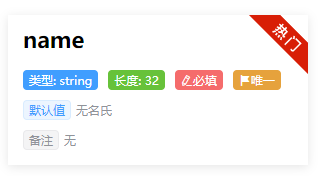 name
热门
类型: string 长度: 32 必填 唯一
默认值 无名氏
备注 无